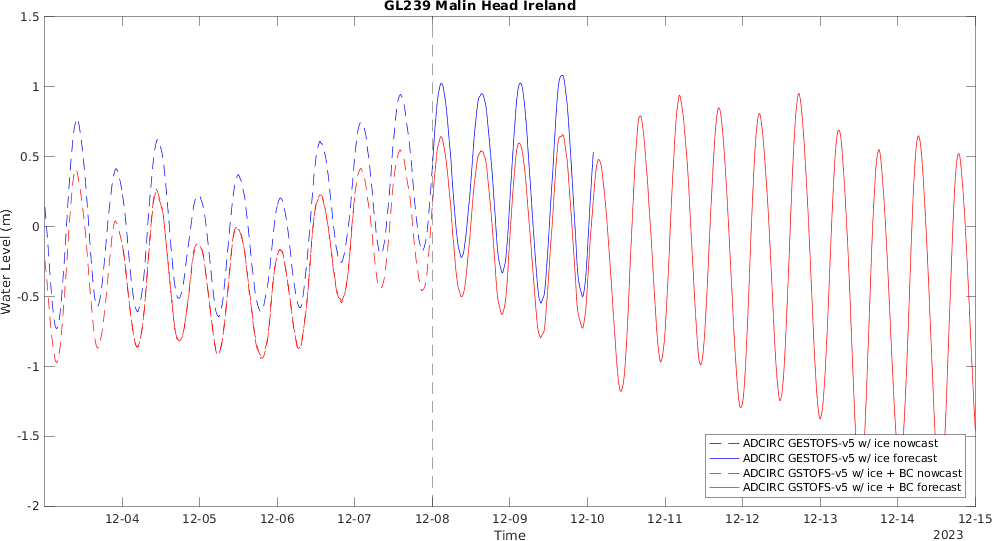 GL239 Malin Head Ireland
Water Level (m)
1.5
1
0.5
0
-0.5
-1
-1.5
-2
ADCIRC GESTOFS-v5 w/ ice nowcast
ADCIRC GESTOFS-v5 w/ ice forecast
ADCIRC GSTOFS-v5 w/ ice + BC nowcast
ADCIRC GSTOFS-v5 w/ ice + BC forecast
12-04 12-05 12-06 12-07 12-08 12-09 12-10 12-11 12-12 12-13 12-14 12-15
Time
2023